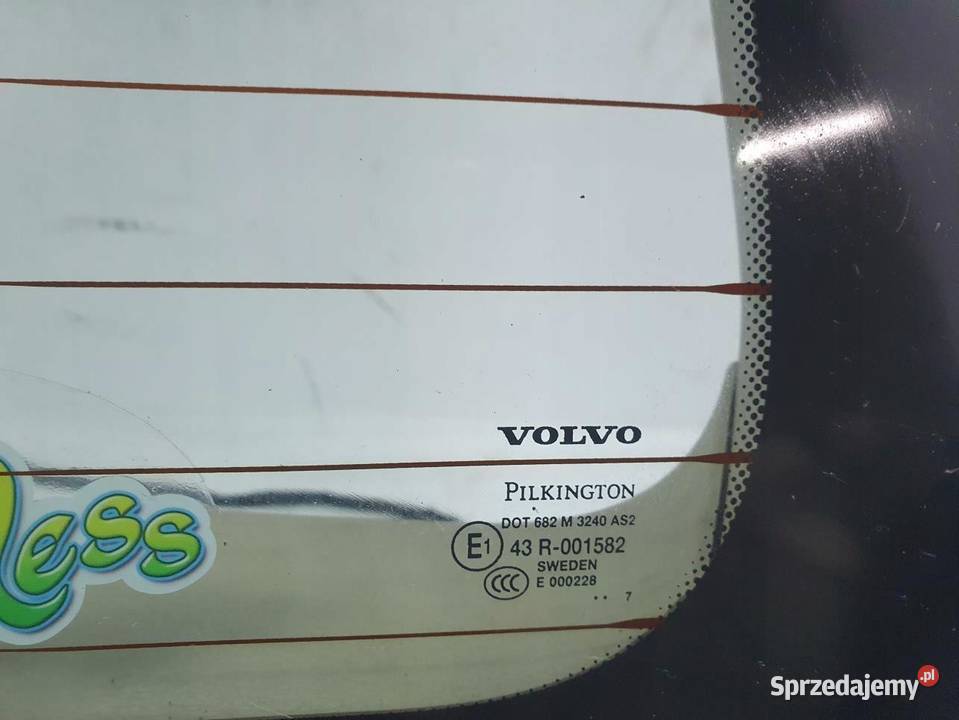 VOLVO
PILKINGTON
DOT 682 M 3240 AS2
E1 43 R-001582
SWEDEN
CCC E 000228
.. 7
ess
Sprzedajemy.pl